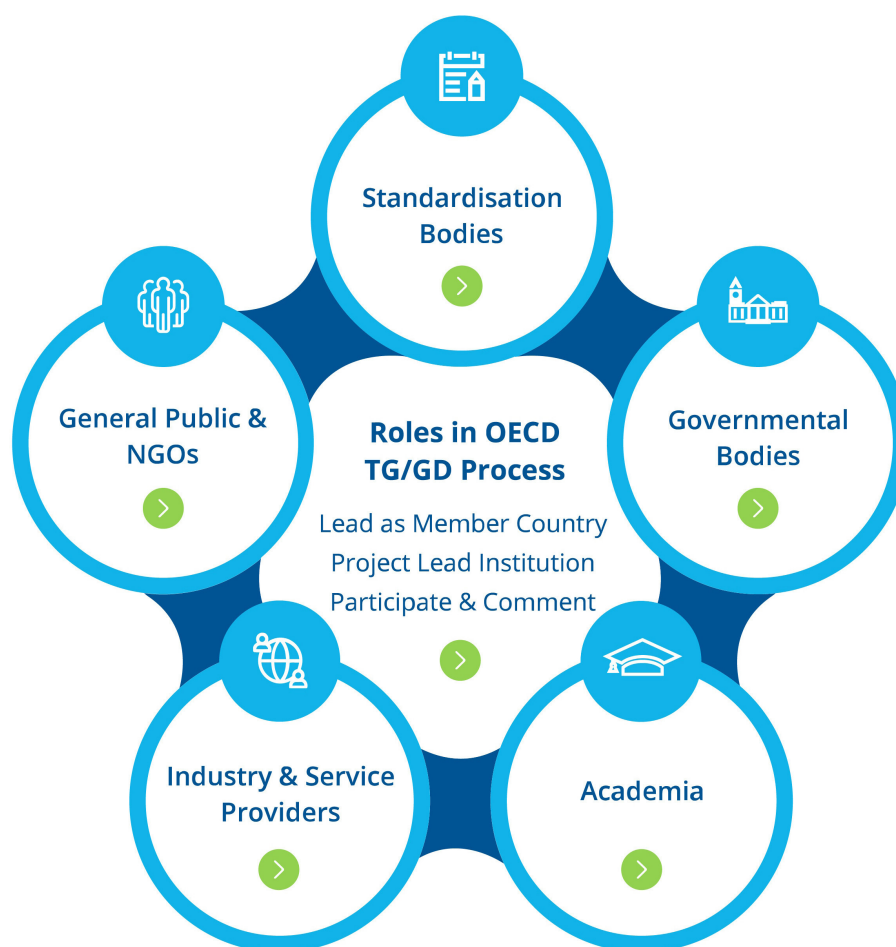 Standardisation
Bodies
General Public &
NGOs
Governmental
Bodies
Roles in OECD
TG/GD Process
Lead as Member Country
Project Lead Institution
Participate & Comment
Industry & Service
Providers
Academia